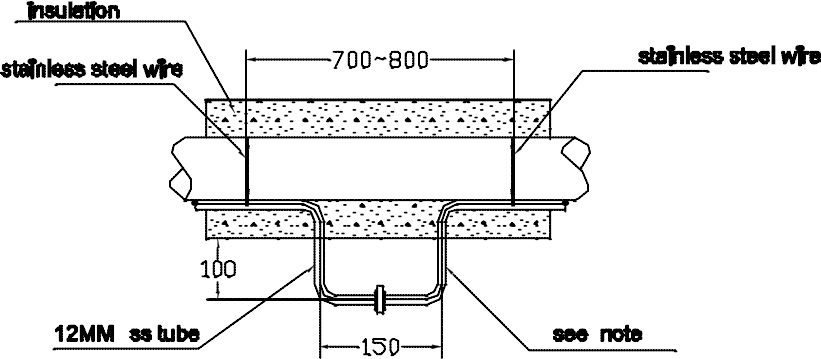 insulation
700~800
stainless steel wire
stainless steel wire
100
12MM ss tube
see note
150